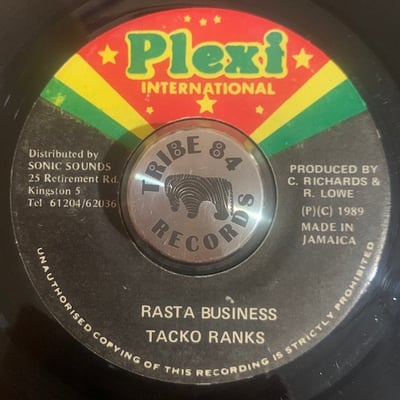 Plexi
INTERNATIONAL
Distributed by
SONIC SOUNDS
25 Retirement Rd.
Kingston 5
Tel 61204/62036
TRIBE 84
RECORDS
PRODUCED BY
C. RICHARDS &
R. LOWE
(P)(C) 1989
MADE IN
JAMAICA
RASTA BUSINESS
TACKO RANKS
UNAUTHORISED COPYING OF THIS RECORDING IS STRICTLY PROHIBITED